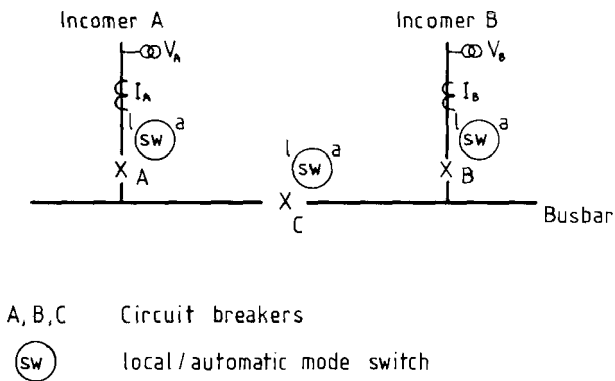 Incomer A
Incomer B
V_A
V_B
I_A
I_B
l sw a
l sw a
l sw a
A
B
C
Busbar
A, B, C Circuit breakers
sw local/automatic mode switch